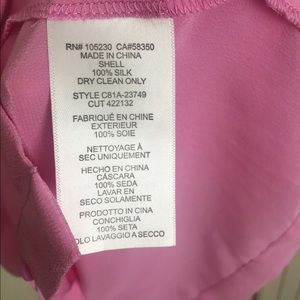 RN# 105230 CA#58350
MADE IN CHINA
SHELL
100% SILK
DRY CLEAN ONLY
STYLE C81A-23749
CUT 422132
FABRIQUÉ EN CHINE
EXTERIEUR
100% SOIE
NETTOYAGE À
SEC UNIQUEMENT
HECHO EN CHINA
CÁSCARA
100% SEDA
LAVAR EN
SECO SOLAMENTE
PRODOTTO IN CINA
CONCHIGLIA
100% SETA
OLO LAVAGGIO A SECCO